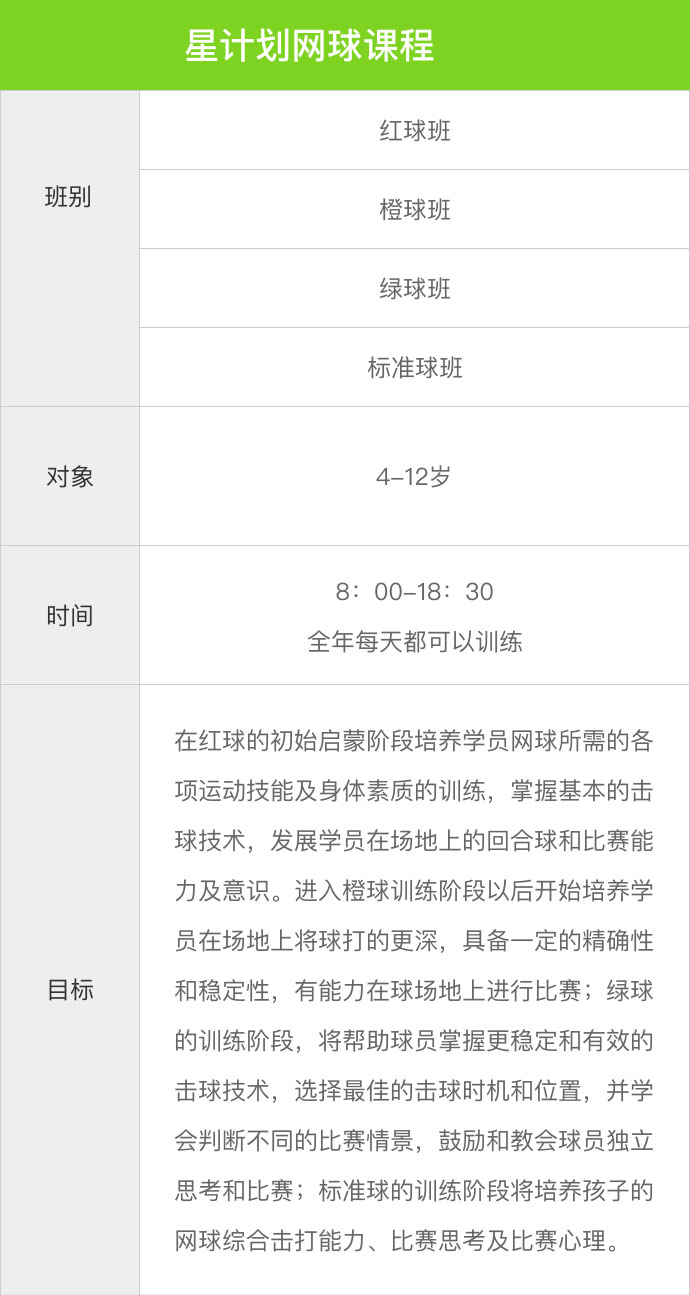 星计划网球课程
班别
红球班
橙球班
绿球班
标准球班
对象
4–12岁
时间
8：00–18：30
全年每天都可以训练
目标
在红球的初始启蒙阶段培养学员网球所需的各
项运动技能及身体素质的训练，掌握基本的击
球技术，发展学员在场地上的回合球和比赛能
力及意识。进入橙球训练阶段以后开始培养学
员在场地上将球打的更深，具备一定的精确性
和稳定性，有能力在球场地上进行比赛；绿球
的训练阶段，将帮助球员掌握更稳定和有效的
击球技术，选择最佳的击球时机和位置，并学
会判断不同的比赛情景，鼓励和教会球员独立
思考和比赛；标准球的训练阶段将培养孩子的
网球综合击打能力、比赛思考及比赛心理。